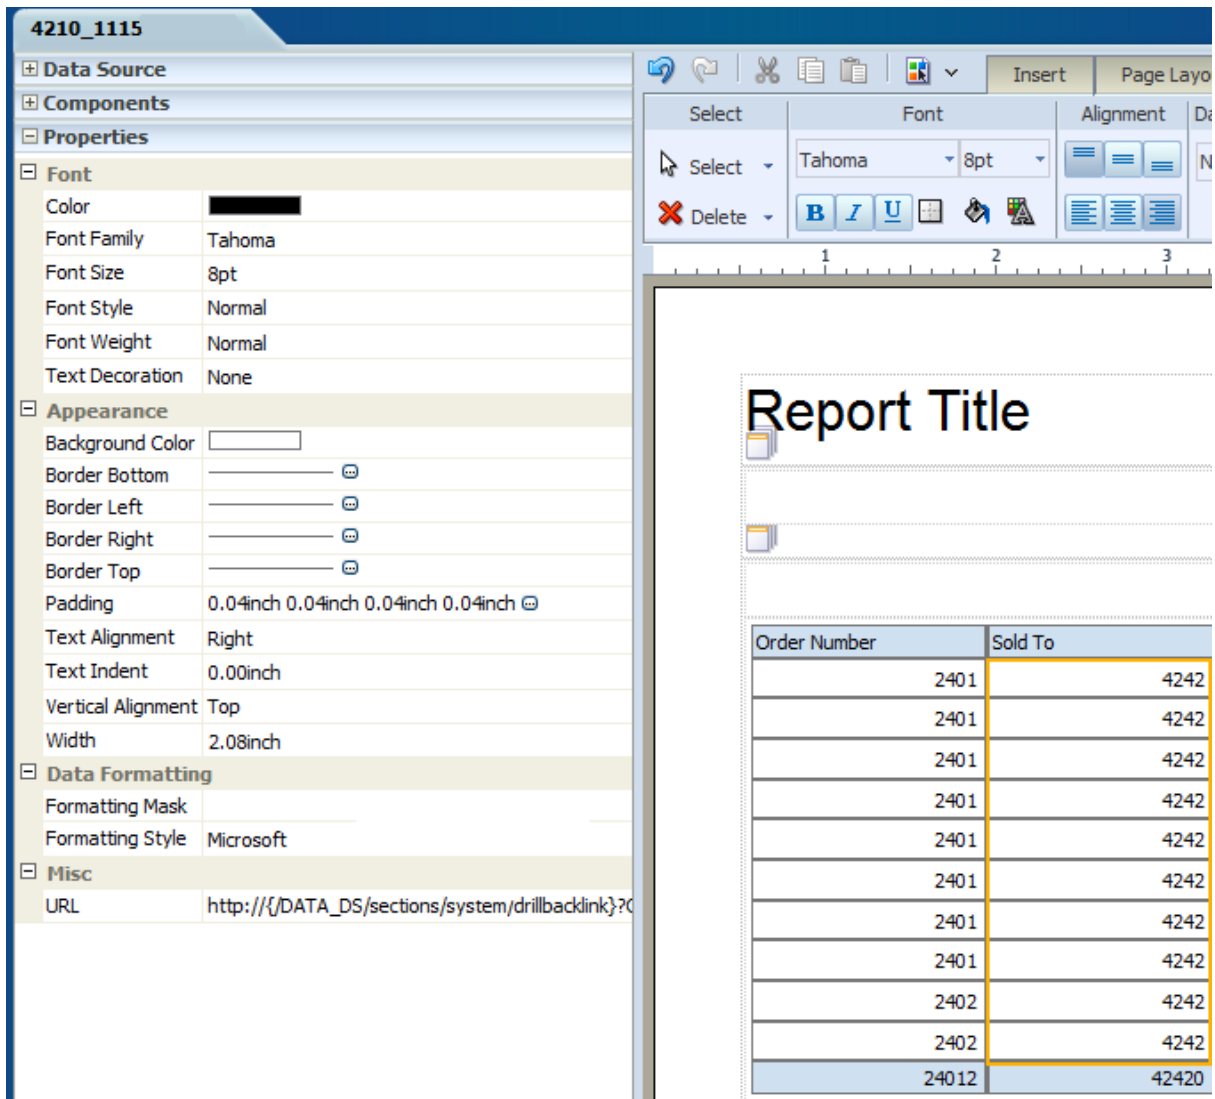 4210_1115
Data Source
Components
Properties
Font
Color
Font Family Tahoma
Font Size 8pt
Font Style Normal
Font Weight Normal
Text Decoration None
Appearance
Background Color
Border Bottom
Border Left
Border Right
Border Top
Padding 0.04inch 0.04inch 0.04inch 0.04inch
Text Alignment Right
Text Indent 0.00inch
Vertical Alignment Top
Width 2.08inch
Data Formatting
Formatting Mask
Formatting Style Microsoft
Misc
URL http://{/DATA_DS/sections/system/drillbacklink}?
Insert Page Layo
Select Font Alignment Da
Select Tahoma 8pt N
Delete B I U A
1 2 3
Report Title
Order Number Sold To
2401 4242
2401 4242
2401 4242
2401 4242
2401 4242
2401 4242
2401 4242
2401 4242
2402 4242
2402 4242
24012 42420